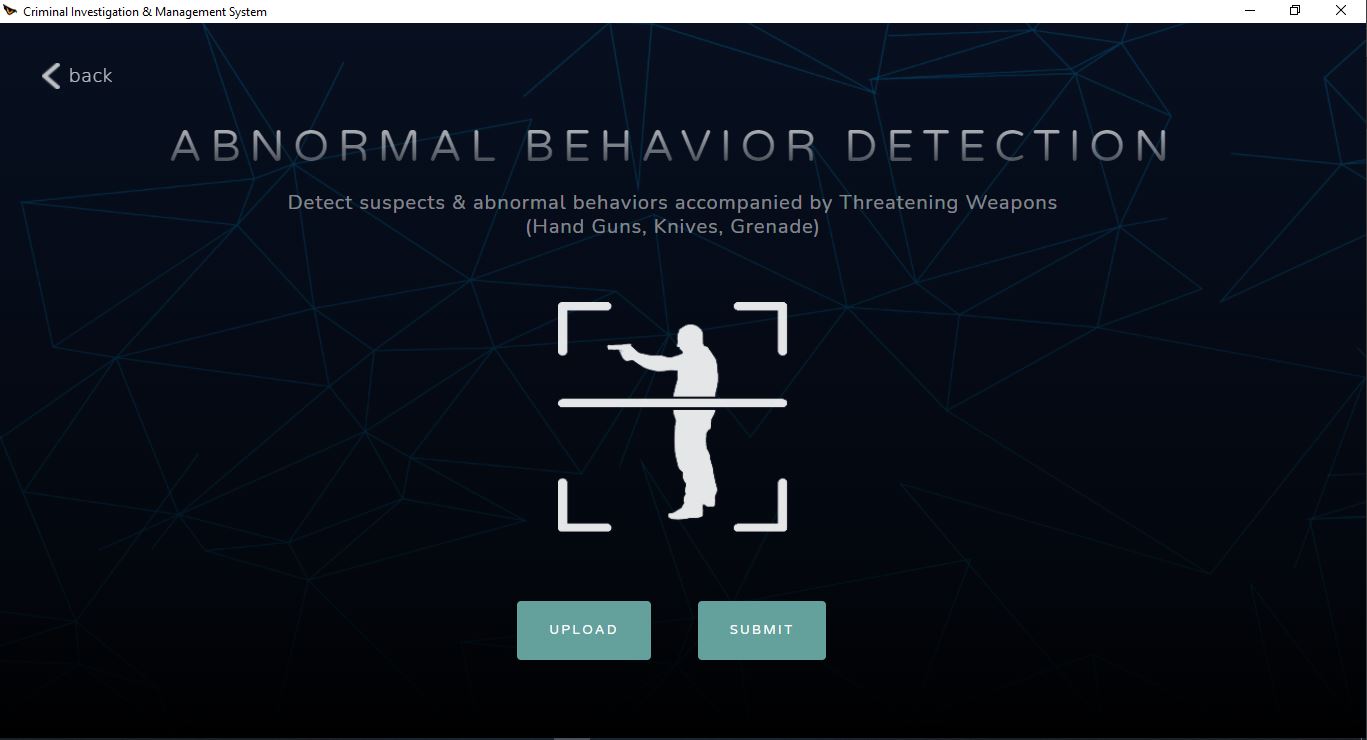 Criminal Investigation & Management System
back
ABNORMAL BEHAVIOR DETECTION
Detect suspects & abnormal behaviors accompanied by Threatening Weapons
(Hand Guns, Knives, Grenade)
UPLOAD
SUBMIT